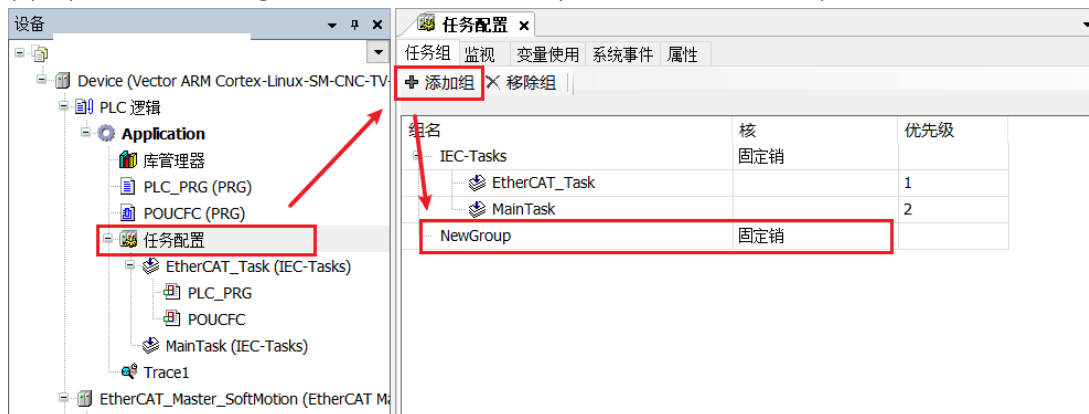 设备
任务配置
任务组 监视 变量使用 系统事件 属性
添加组 移除组
Device (Vector ARM Cortex-Linux-SM-CNC-TV-
PLC 逻辑
Application
库管理器
PLC_PRG (PRG)
POUCFC (PRG)
任务配置
EtherCAT_Task (IEC-Tasks)
PLC_PRG
POUCFC
MainTask (IEC-Tasks)
Trace1
EtherCAT_Master_SoftMotion (EtherCAT Ma
组名 核 优先级
IEC-Tasks 固定销
EtherCAT_Task 1
MainTask 2
NewGroup 固定销